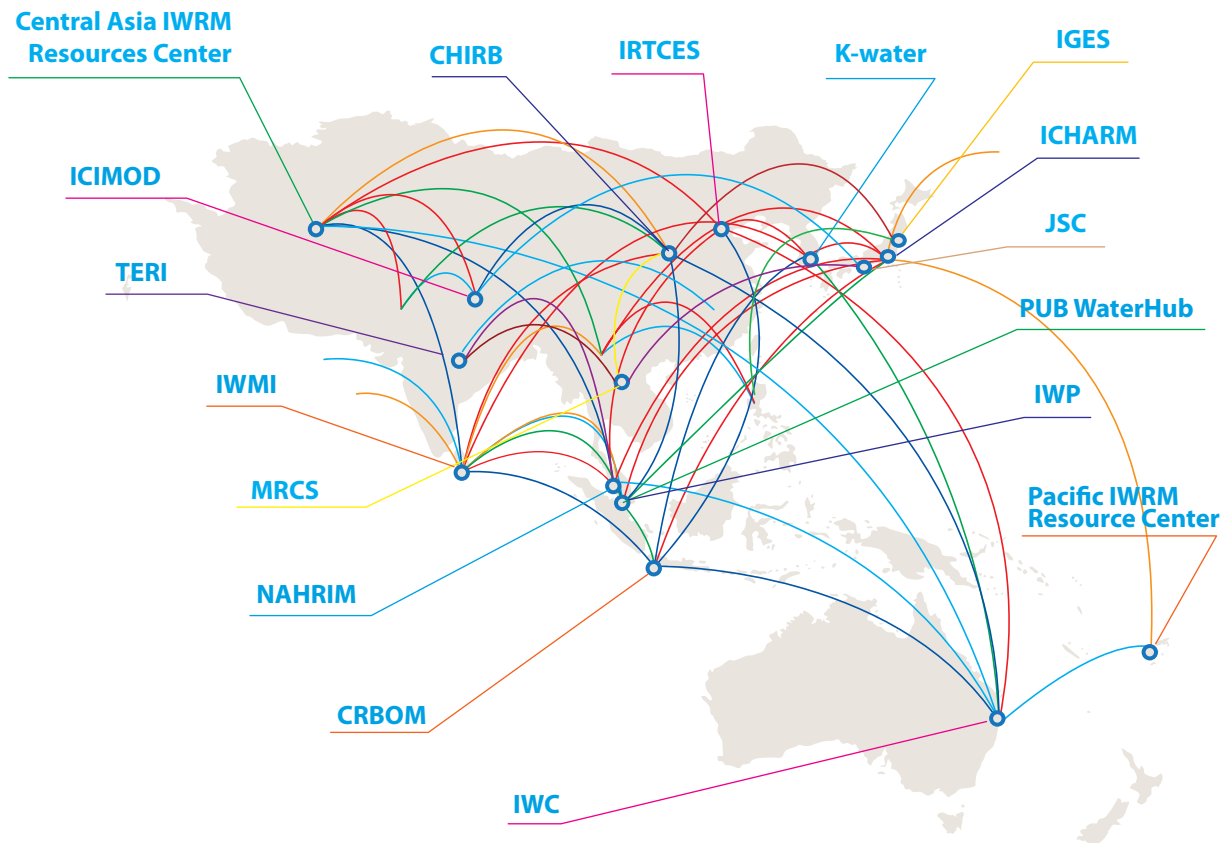 Central Asia IWRM
Resources Center
CHIRB
IRTCES
K-water
IGES
ICHARM
ICIMOD
JSC
TERI
PUB WaterHub
IWMI
IWP
MRCS
Pacific IWRM
Resource Center
NAHRIM
CRBOM
IWC